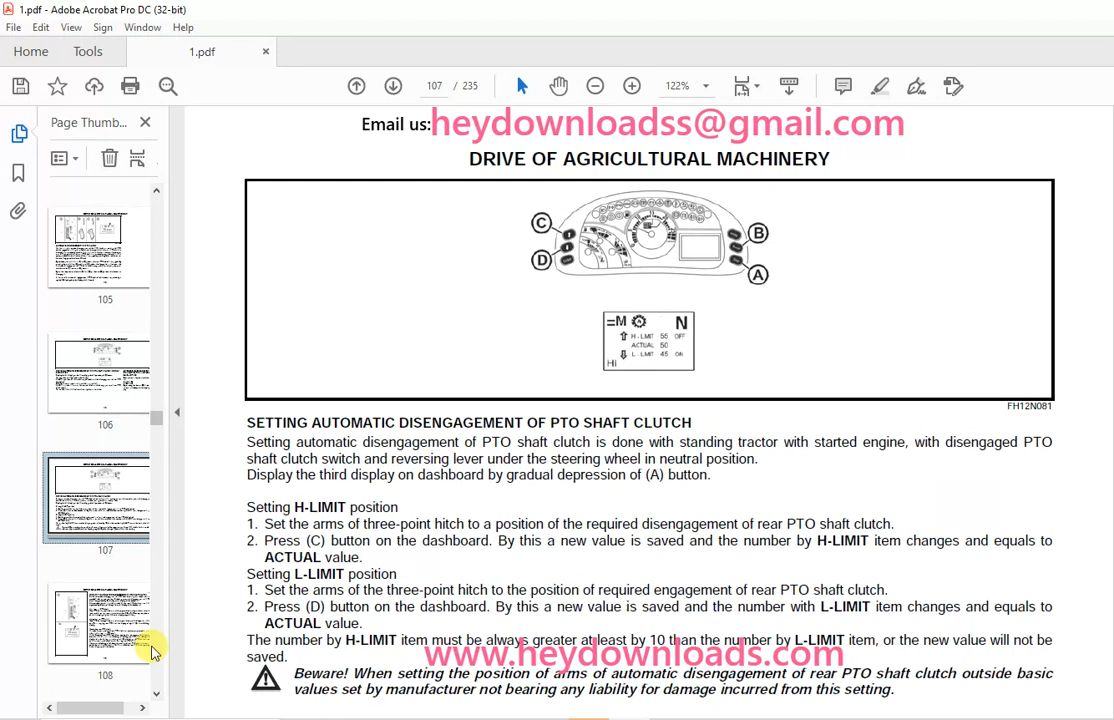 1.pdf - Adobe Acrobat Pro DC (32-bit)
File Edit View Sign Window Help
Home Tools 1.pdf ×
107 / 235 122%
Page Thumb...
105
106
107
108
Email us:heydownloadss@gmail.com
DRIVE OF AGRICULTURAL MACHINERY
C
B
D
A
=M N
H-LIMIT 55 OFF
ACTUAL 50
L-LIMIT 45 ON
Hi
FH12N081
SETTING AUTOMATIC DISENGAGEMENT OF PTO SHAFT CLUTCH
Setting automatic disengagement of PTO shaft clutch is done with standing tractor with started engine, with disengaged PTO
shaft clutch switch and reversing lever under the steering wheel in neutral position.
Display the third display on dashboard by gradual depression of (A) button.
Setting H-LIMIT position
1. Set the arms of three-point hitch to a position of the required disengagement of rear PTO shaft clutch.
2. Press (C) button on the dashboard. By this a new value is saved and the number by H-LIMIT item changes and equals to
ACTUAL value.
Setting L-LIMIT position
1. Set the arms of the three-point hitch to the position of required engagement of rear PTO shaft clutch.
2. Press (D) button on the dashboard. By this a new value is saved and the number with L-LIMIT item changes and equals to
ACTUAL value.
The number by H-LIMIT item must be always greater at least by 10 than the number by L-LIMIT item, or the new value will not be
saved.
www.heydownloads.com
Beware! When setting the position of arms of automatic disengagement of rear PTO shaft clutch outside basic
values set by manufacturer not bearing any liability for damage incurred from this setting.